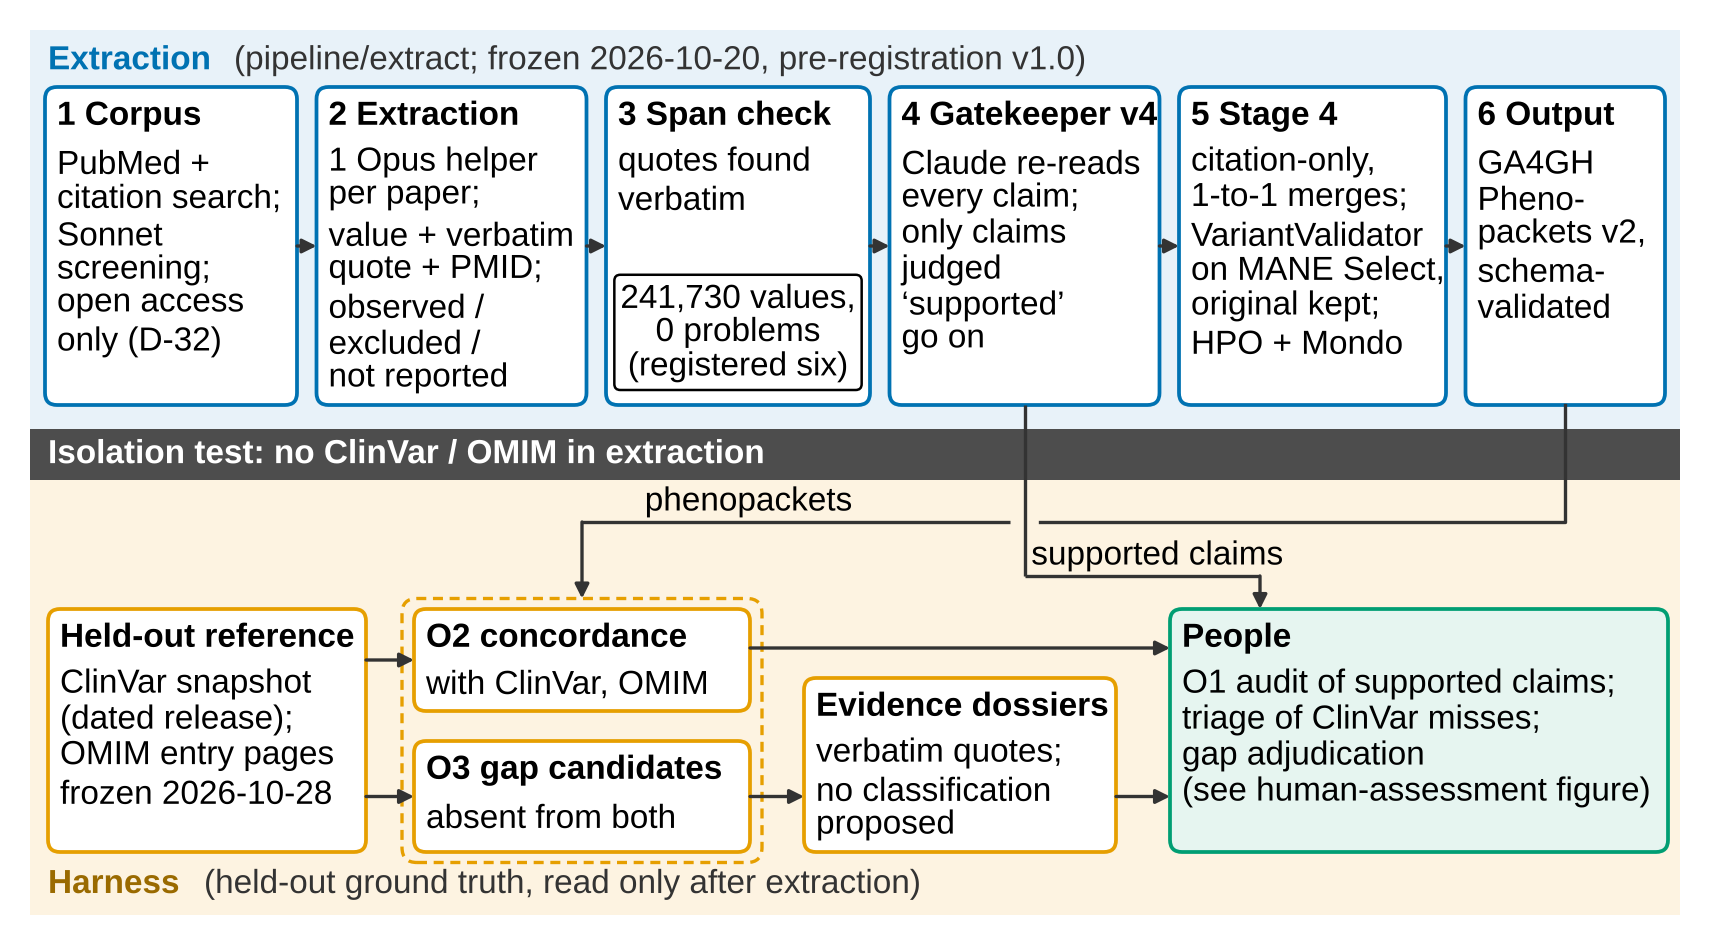 Extraction (pipeline/extract; frozen 2026-10-20, pre-registration v1.0)
1 Corpus
PubMed +
citation search;
Sonnet
screening;
open access
only (D-32)
2 Extraction
1 Opus helper
per paper;
value + verbatim
quote + PMID;
observed /
excluded /
not reported
3 Span check
quotes found
verbatim
241,730 values,
0 problems
(registered six)
4 Gatekeeper v4
Claude re-reads
every claim;
only claims
judged
‘supported’
go on
5 Stage 4
citation-only,
1-to-1 merges;
VariantValidator
on MANE Select,
original kept;
HPO + Mondo
6 Output
GA4GH
Pheno-
packets v2,
schema-
validated
Isolation test: no ClinVar / OMIM in extraction
phenopackets
supported claims
Held-out reference
ClinVar snapshot
(dated release);
OMIM entry pages
frozen 2026-10-28
O2 concordance
with ClinVar, OMIM
O3 gap candidates
absent from both
Evidence dossiers
verbatim quotes;
no classification
proposed
People
O1 audit of supported claims;
triage of ClinVar misses;
gap adjudication
(see human-assessment figure)
Harness (held-out ground truth, read only after extraction)